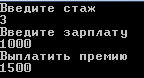 Введите стаж
3
Введите зарплату
1000
Выплатить премию
1500